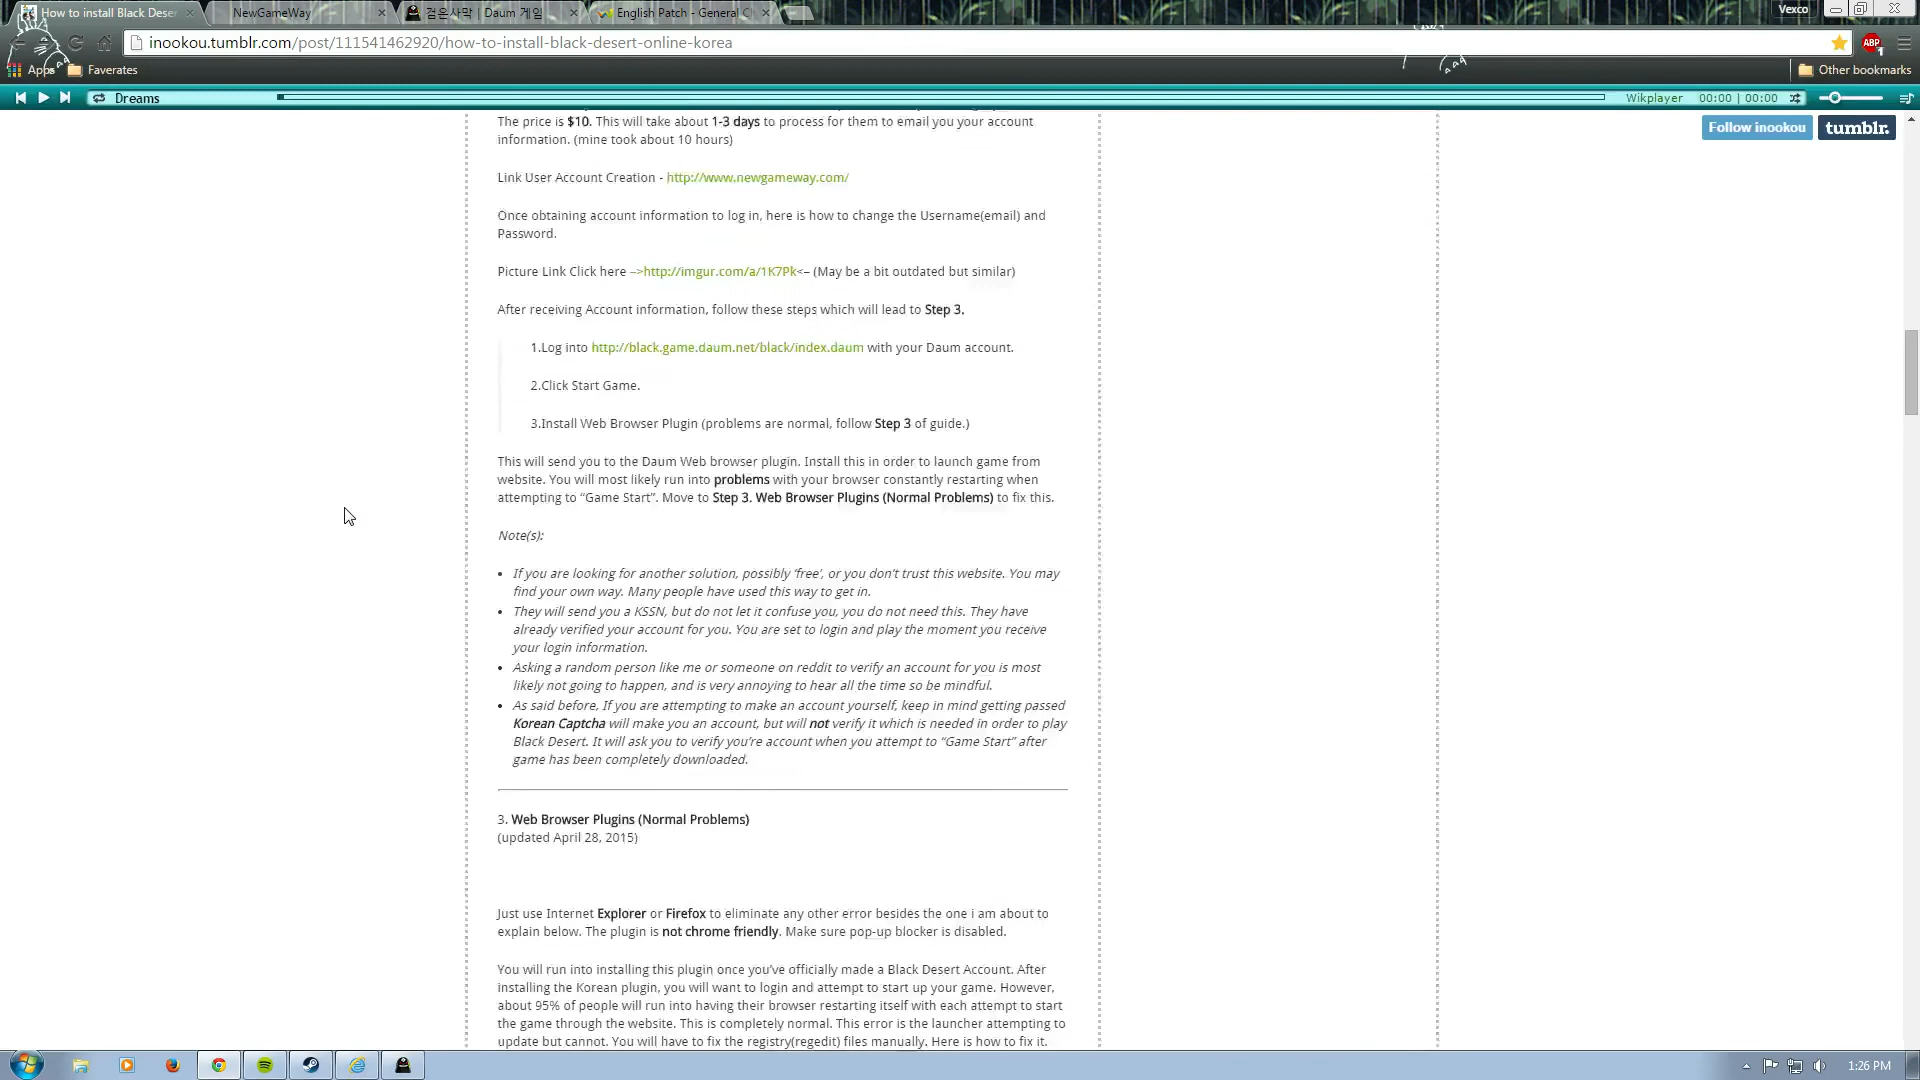 How to install Black Deser
NewGameWay
검은사막 | Daum 게임
English Patch - General C
Vexco
inookou.tumblr.com/post/111541462920/how-to-install-black-desert-online-korea
ABP
1
Apps
Faverates
Other bookmarks
Dreams
Wikplayer
00:00 | 00:00
Follow inookou
tumblr.
The price is $10. This will take about 1-3 days to process for them to email you your account
information. (mine took about 10 hours)
Link User Account Creation - http://www.newgameway.com/
Once obtaining account information to log in, here is how to change the Username(email) and
Password.
Picture Link Click here –>http://imgur.com/a/1K7Pk<– (May be a bit outdated but similar)
After receiving Account information, follow these steps which will lead to Step 3.
1.Log into http://black.game.daum.net/black/index.daum with your Daum account.
2.Click Start Game.
3.Install Web Browser Plugin (problems are normal, follow Step 3 of guide.)
This will send you to the Daum Web browser plugin. Install this in order to launch game from
website. You will most likely run into problems with your browser constantly restarting when
attempting to “Game Start”. Move to Step 3. Web Browser Plugins (Normal Problems) to fix this.
Note(s):
If you are looking for another solution, possibly ‘free’, or you don’t trust this website. You may
find your own way. Many people have used this way to get in.
They will send you a KSSN, but do not let it confuse you, you do not need this. They have
already verified your account for you. You are set to login and play the moment you receive
your login information.
Asking a random person like me or someone on reddit to verify an account for you is most
likely not going to happen, and is very annoying to hear all the time so be mindful.
As said before, If you are attempting to make an account yourself, keep in mind getting passed
Korean Captcha will make you an account, but will not verify it which is needed in order to play
Black Desert. It will ask you to verify you’re account when you attempt to “Game Start” after
game has been completely downloaded.
3. Web Browser Plugins (Normal Problems)
(updated April 28, 2015)
Just use Internet Explorer or Firefox to eliminate any other error besides the one i am about to
explain below. The plugin is not chrome friendly. Make sure pop-up blocker is disabled.
You will run into installing this plugin once you’ve officially made a Black Desert Account. After
installing the Korean plugin, you will want to login and attempt to start up your game. However,
about 95% of people will run into having their browser restarting itself with each attempt to start
the game through the website. This is completely normal. This error is the launcher attempting to
update but cannot. You will have to fix the registry(regedit) files manually. Here is how to fix it.
1:26 PM